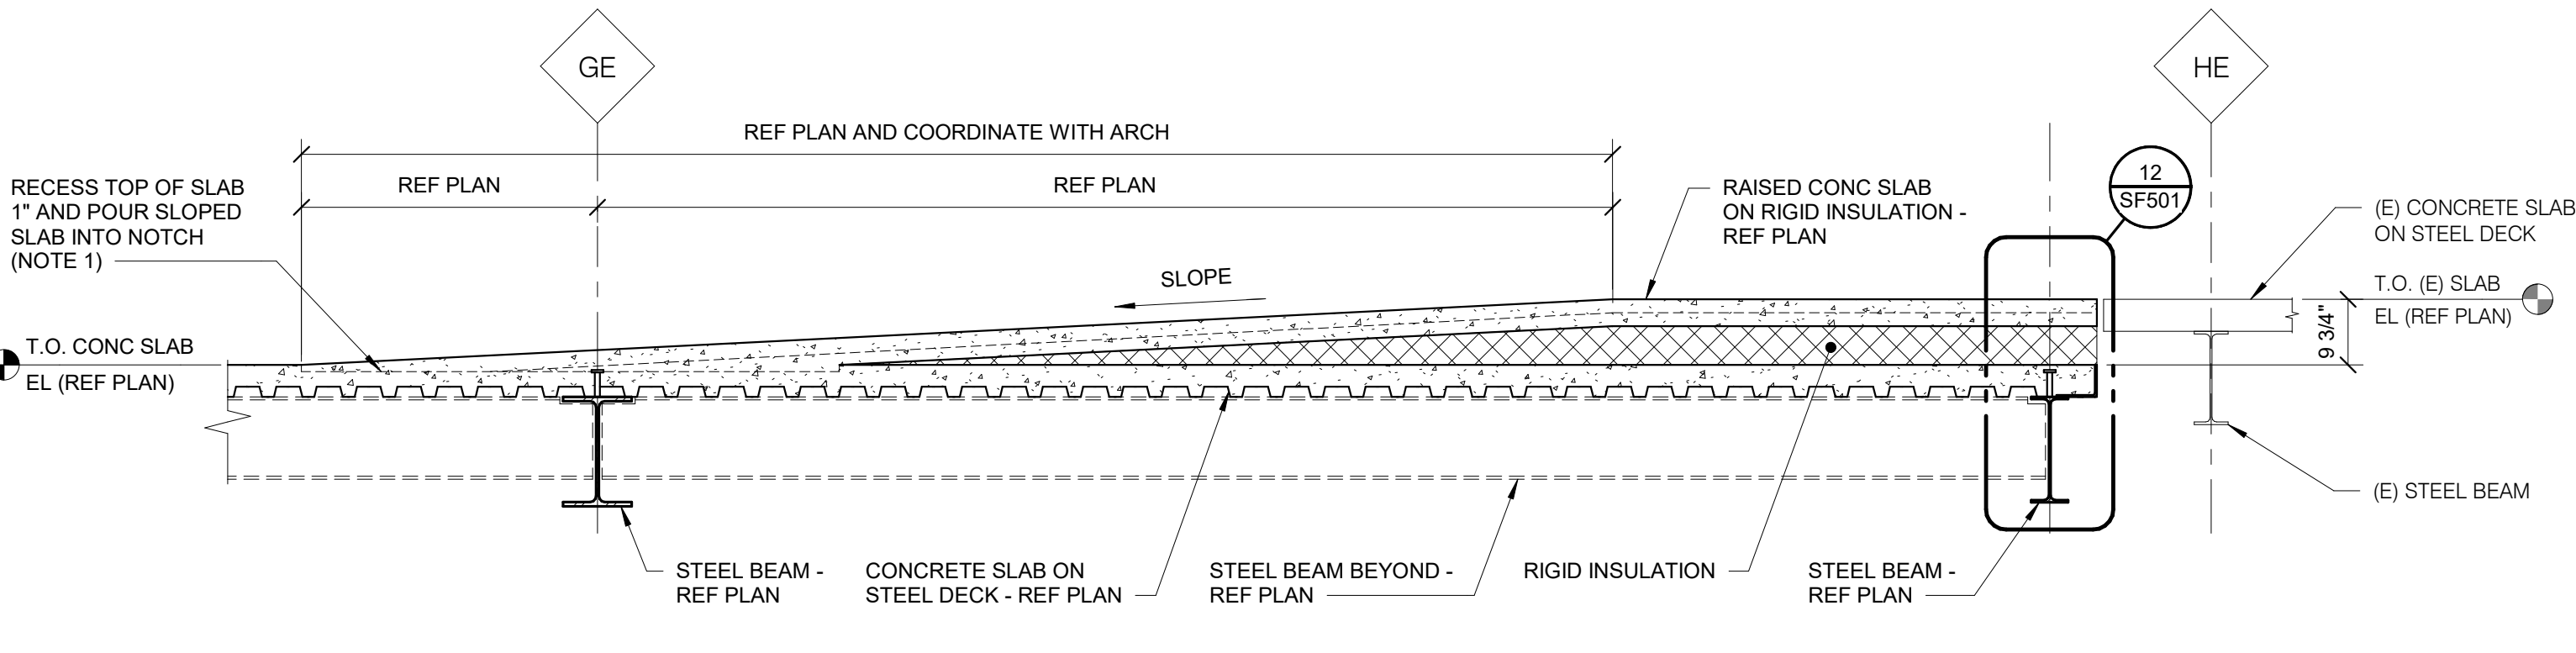 GE
HE
REF PLAN AND COORDINATE WITH ARCH
REF PLAN
REF PLAN
RECESS TOP OF SLAB
1" AND POUR SLOPED
SLAB INTO NOTCH
(NOTE 1)
RAISED CONC SLAB
ON RIGID INSULATION -
REF PLAN
12
SF501
(E) CONCRETE SLAB
ON STEEL DECK
SLOPE
T.O. (E) SLAB
EL (REF PLAN)
9 3/4"
T.O. CONC SLAB
EL (REF PLAN)
(E) STEEL BEAM
STEEL BEAM -
REF PLAN
CONCRETE SLAB ON
STEEL DECK - REF PLAN
STEEL BEAM BEYOND -
REF PLAN
RIGID INSULATION
STEEL BEAM -
REF PLAN